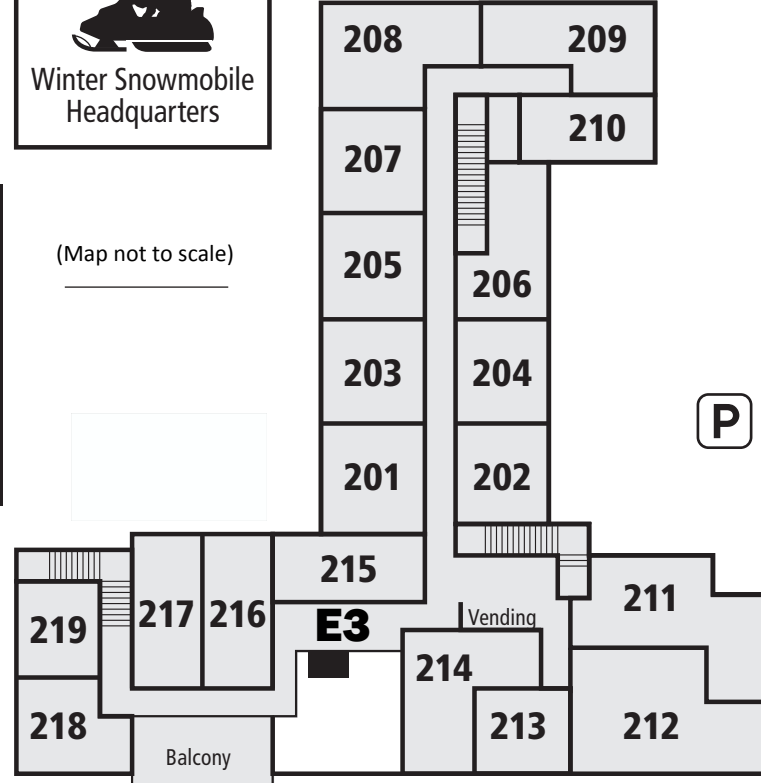 Winter Snowmobile
Headquarters
(Map not to scale)
208
209
210
207
205
206
203
204
P
201
202
215
211
217
216
219
E3
Vending
214
218
213
212
Balcony